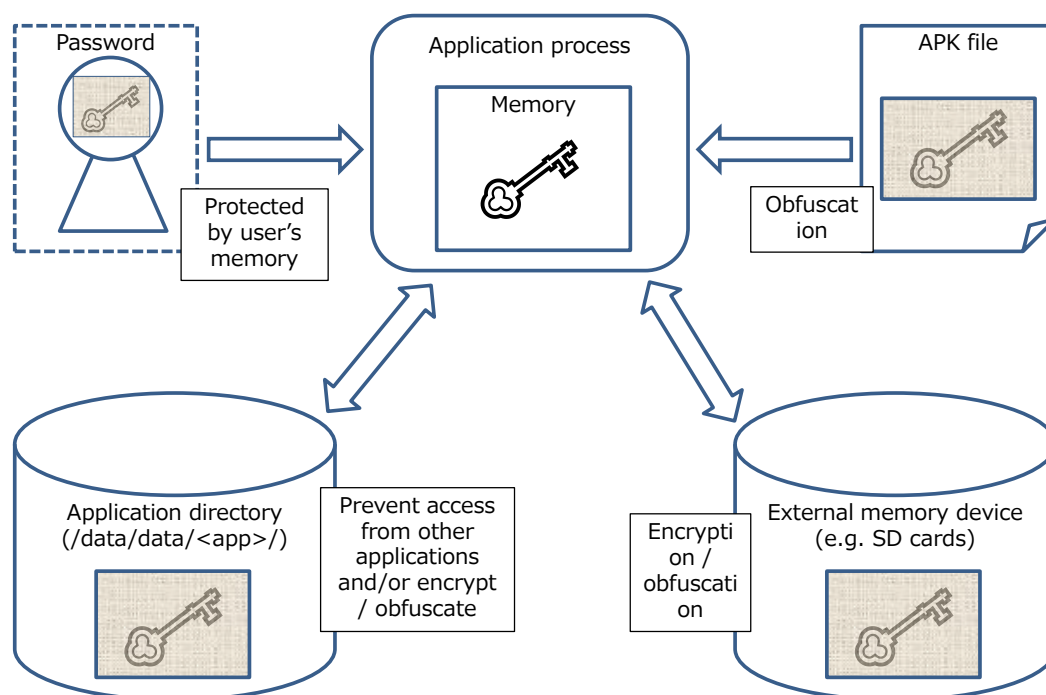 Password
Protected
by user's
memory
Application process
Memory
APK file
Obfuscat
ion
Application directory
(/data/data/<app>/)
Prevent access
from other
applications
and/or encrypt
/ obfuscate
Encrypti
on /
obfuscati
on
External memory device
(e.g. SD cards)